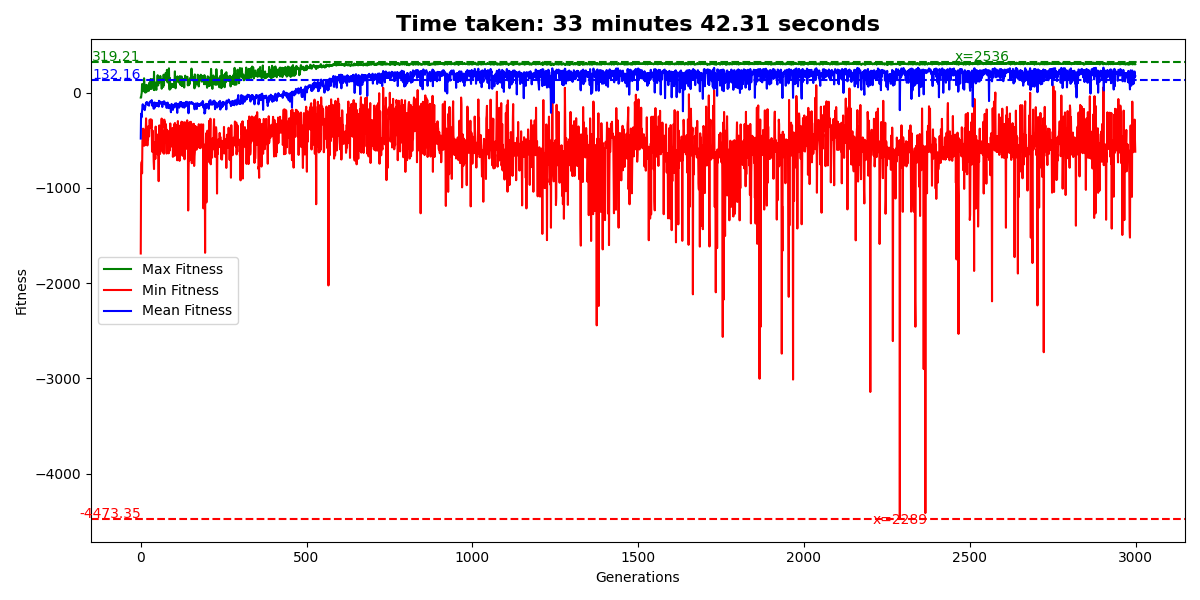 Time taken: 33 minutes 42.31 seconds
319.21
x=2536
132.16
0
−1000
−2000
−3000
−4000
Fitness
Max Fitness
Min Fitness
Mean Fitness
-4473.35
x=2289
0
500
1000
1500
2000
2500
3000
Generations